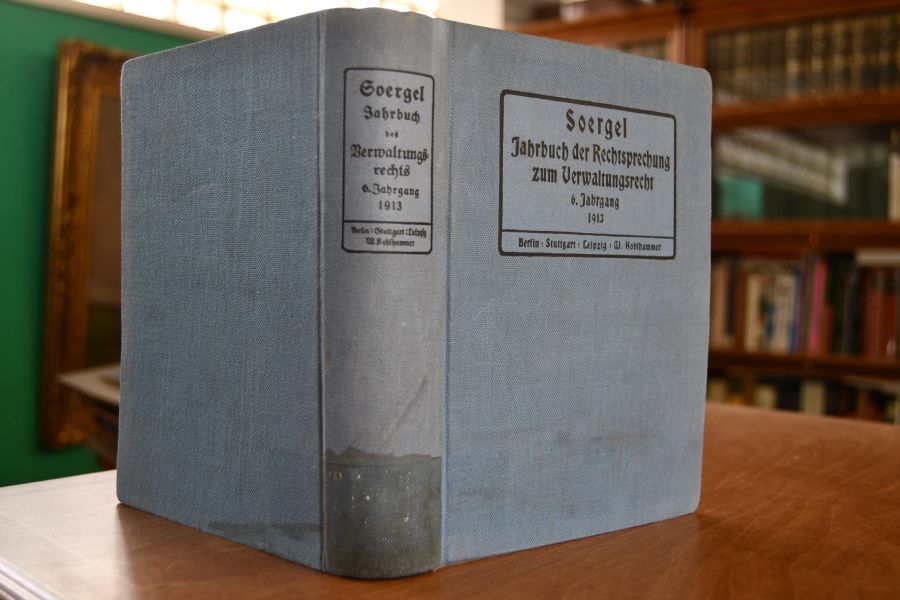 Soergel
Jahrbuch
des
Verwaltungs
rechts
6. Jahrgang
1913
Berlin : Stuttgart : Leipzig
W. Kohlhammer
Soergel
Jahrbuch der Rechtsprechung
zum Verwaltungsrecht
6. Jahrgang
1913
Berlin : Stuttgart : Leipzig : W. Kohlhammer